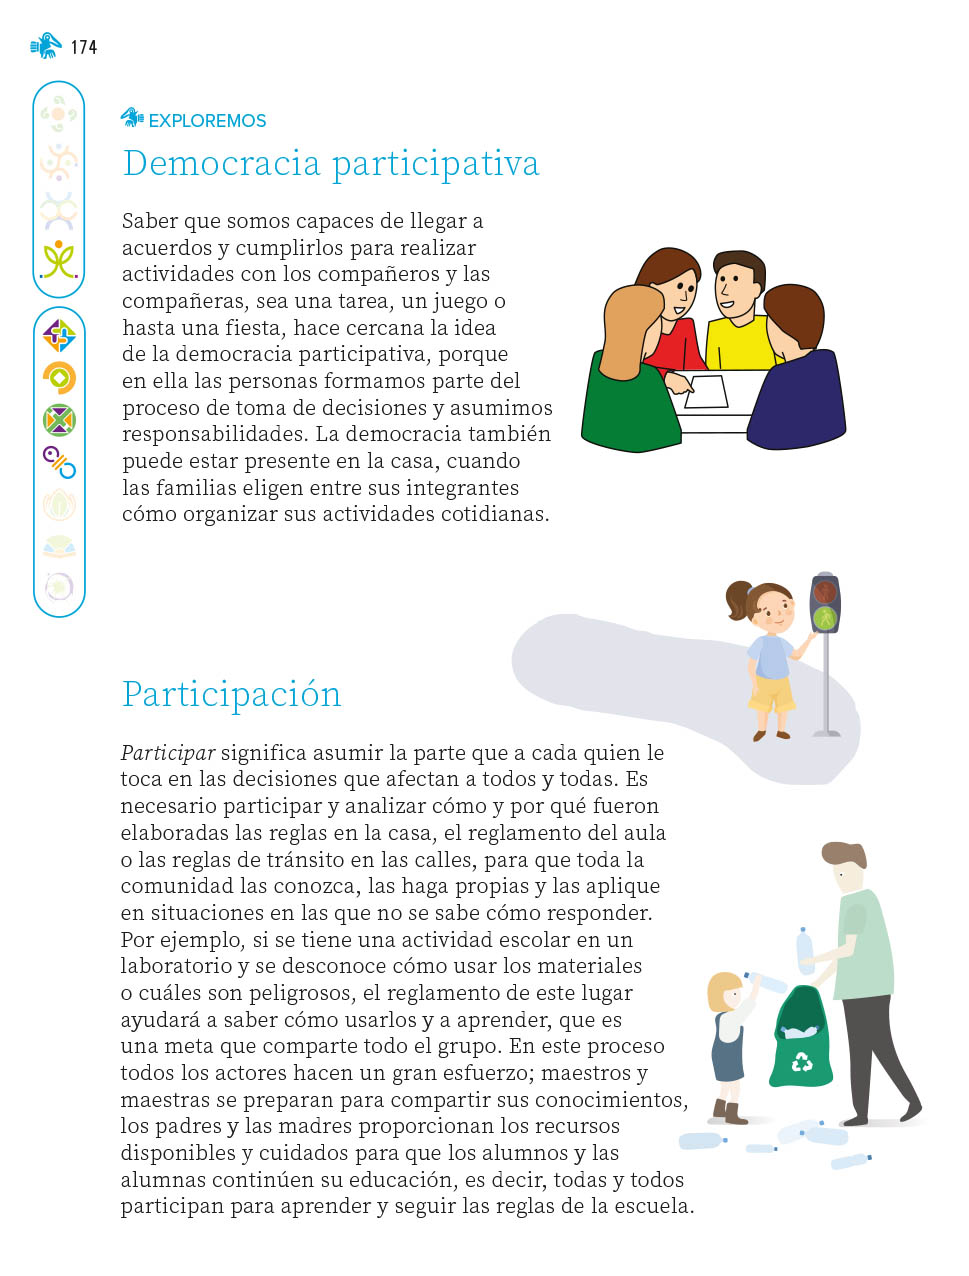 174
EXPLOREMOS
Democracia participativa
Saber que somos capaces de llegar a
acuerdos y cumplirlos para realizar
actividades con los compañeros y las
compañeras, sea una tarea, un juego o
hasta una fiesta, hace cercana la idea
de la democracia participativa, porque
en ella las personas formamos parte del
proceso de toma de decisiones y asumimos
responsabilidades. La democracia también
puede estar presente en la casa, cuando
las familias eligen entre sus integrantes
cómo organizar sus actividades cotidianas.
Participación
Participar significa asumir la parte que a cada quien le
toca en las decisiones que afectan a todos y todas. Es
necesario participar y analizar cómo y por qué fueron
elaboradas las reglas en la casa, el reglamento del aula
o las reglas de tránsito en las calles, para que toda la
comunidad las conozca, las haga propias y las aplique
en situaciones en las que no se sabe cómo responder.
Por ejemplo, si se tiene una actividad escolar en un
laboratorio y se desconoce cómo usar los materiales
o cuáles son peligrosos, el reglamento de este lugar
ayudará a saber cómo usarlos y a aprender, que es
una meta que comparte todo el grupo. En este proceso
todos los actores hacen un gran esfuerzo; maestros y
maestras se preparan para compartir sus conocimientos,
los padres y las madres proporcionan los recursos
disponibles y cuidados para que los alumnos y las
alumnas continúen su educación, es decir, todas y todos
participan para aprender y seguir las reglas de la escuela.